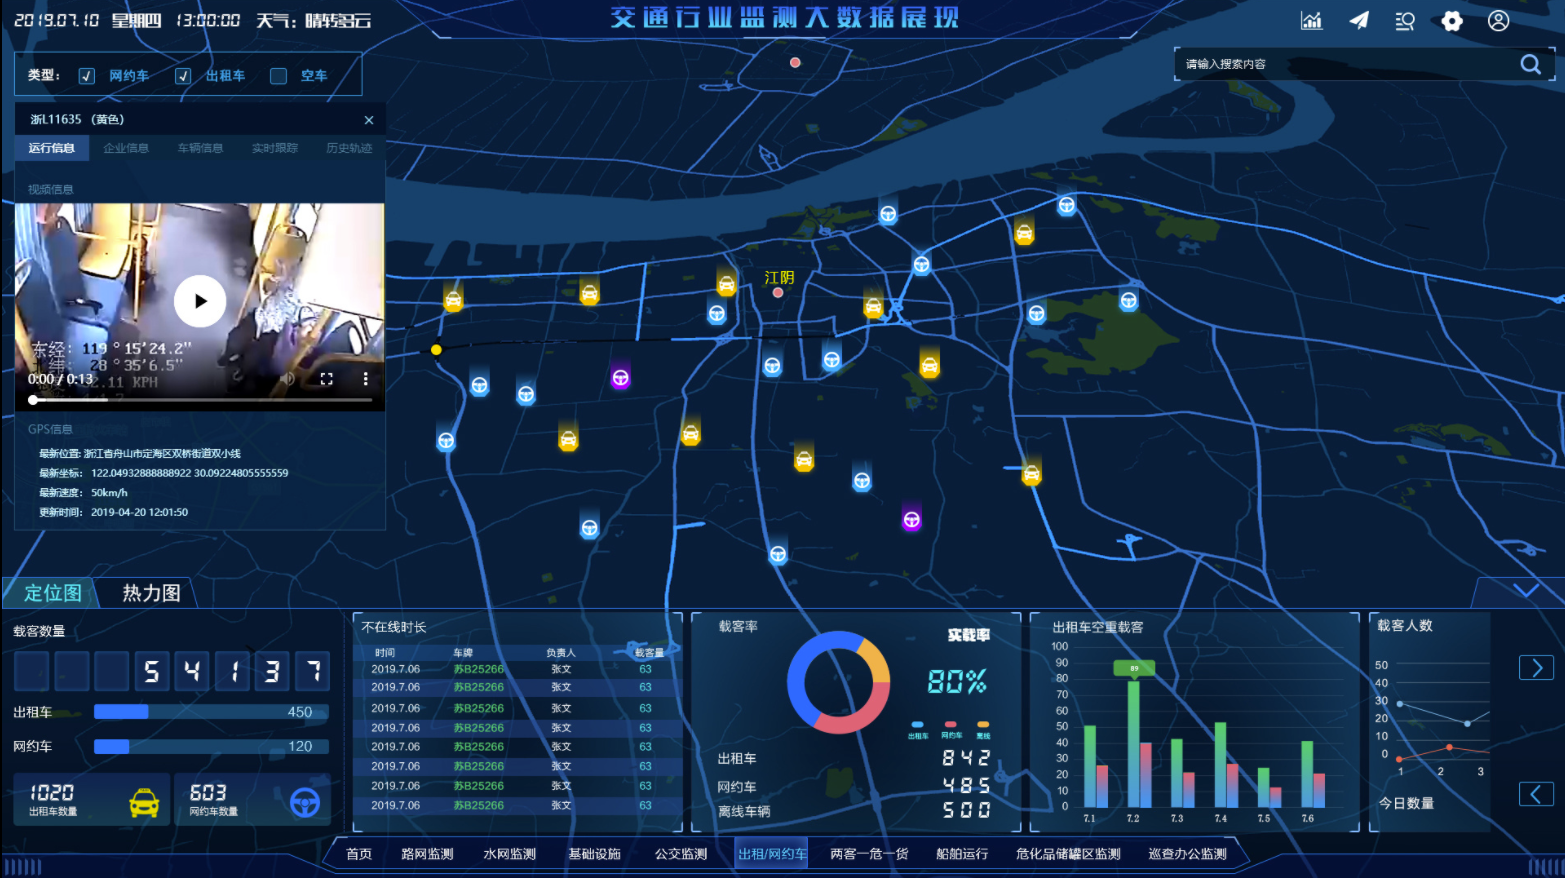 2019.07.10 星期四 13:00:00 天气：晴转多云
交通行业监测大数据展现
类型： 网约车 出租车 空车
请输入搜索内容
浙L11635 （黄色）
运行信息 企业信息 车辆信息 实时跟踪 历史轨迹
视频信息
东经: 119 °15'24.2"
北纬: 28 °35'6.5"
0:00 / 0:13
2.11 KPH
GPS信息
最新位置: 浙江省舟山市定海区双桥街道双小线
最新坐标: 122.04932888888922 30.09224805555559
最新速度: 50km/h
更新时间: 2019-04-20 12:01:50
江阴
定位图 热力图
载客数量
5 4 1 3 7
出租车 450
网约车 120
1020
出租车数量
603
网约车数量
不在线时长
时间 车牌 负责人 载客量
2019.7.06 苏B25266 张文 63
2019.7.06 苏B25266 张文 63
2019.7.06 苏B25266 张文 63
2019.7.06 苏B25266 张文 63
2019.7.06 苏B25266 张文 63
2019.7.06 苏B25266 张文 63
2019.7.06 苏B25266 张文 63
2019.7.06 苏B25266 张文 63
载客率
实载率
80%
出租车 网约车 离线
出租车 842
网约车 485
离线车辆 500
出租车空重载客
100
90
80
70
60
50
40
30
20
10
0
89
7.1 7.2 7.3 7.4 7.5 7.6
载客人数
50
40
30
20
10
0
1 2 3
今日数量
首页 路网监测 水网监测 基础设施 公交监测 出租/网约车 两客一危一货 船舶运行 危化品储罐区监测 巡查办公监测